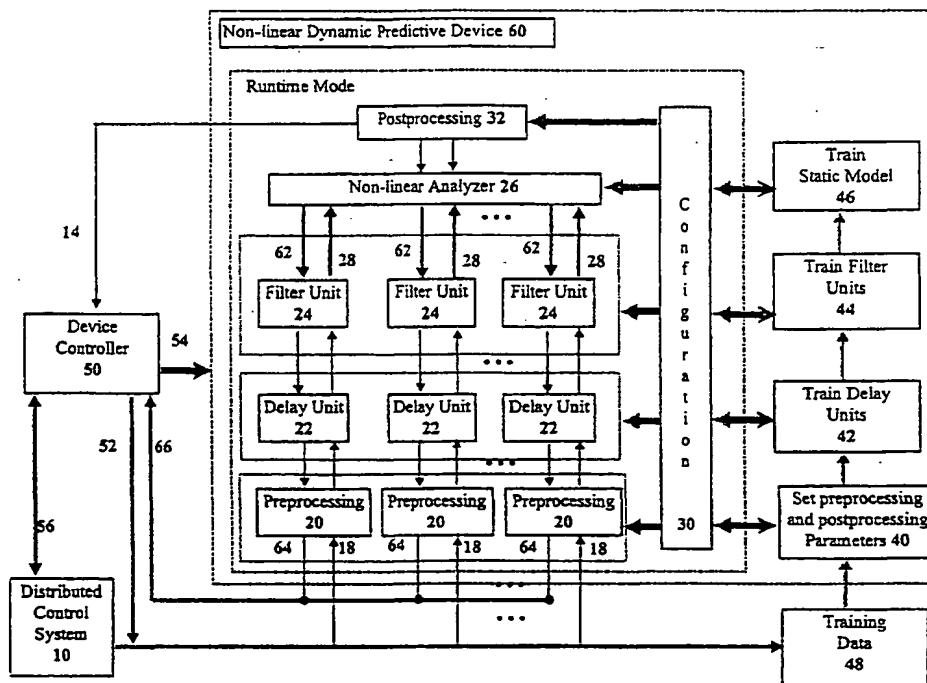 Non-linear Dynamic Predictive Device 60
Runtime Mode
Postprocessing 32
Non-linear Analyzer 26
...
62
28
62
28
62
28
Filter Unit
24
Filter Unit
24
Filter Unit
24
...
Delay Unit
22
Delay Unit
22
Delay Unit
22
...
Preprocessing
20
Preprocessing
20
Preprocessing
20
64
18
64
18
64
18
...
...
Configuration
30
14
Device
Controller
50
54
52
66
56
Distributed
Control
System
10
Train
Static Model
46
Train Filter
Units
44
Train Delay
Units
42
Set preprocessing
and postprocessing
Parameters 40
Training
Data
48